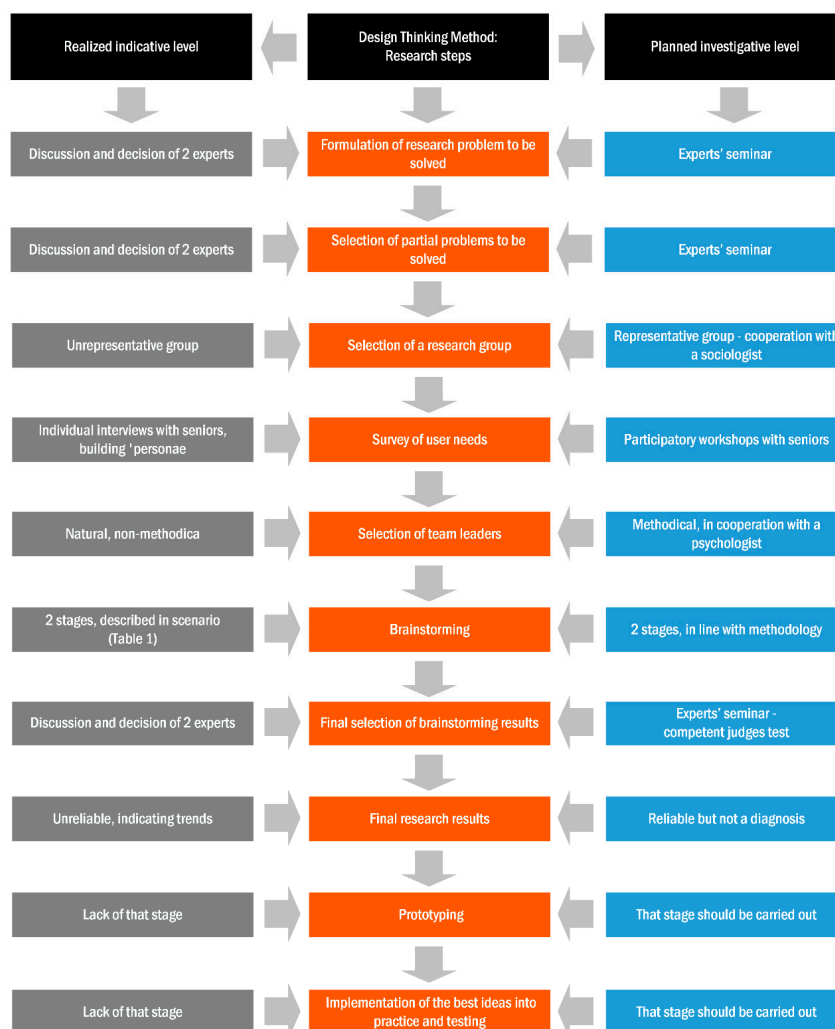 Realized indicative level
Design Thinking Method:
Research steps
Planned investigative level
Discussion and decision of 2 experts
Formulation of research problem to be
solved
Experts' seminar
Discussion and decision of 2 experts
Selection of partial problems to be
solved
Experts' seminar
Unrepresentative group
Selection of a research group
Representative group - cooperation with
a sociologist
Individual interviews with seniors,
building 'personae
Survey of user needs
Participatory workshops with seniors
Natural, non-methodica
Selection of team leaders
Methodical, in cooperation with a
psychologist
2 stages, described in scenario
(Table 1)
Brainstorming
2 stages, in line with methodology
Discussion and decision of 2 experts
Final selection of brainstorming results
Experts' seminar -
competent judges test
Unreliable, indicating trends
Final research results
Reliable but not a diagnosis
Lack of that stage
Prototyping
That stage should be carried out
Lack of that stage
Implementation of the best ideas into
practice and testing
That stage should be carried out